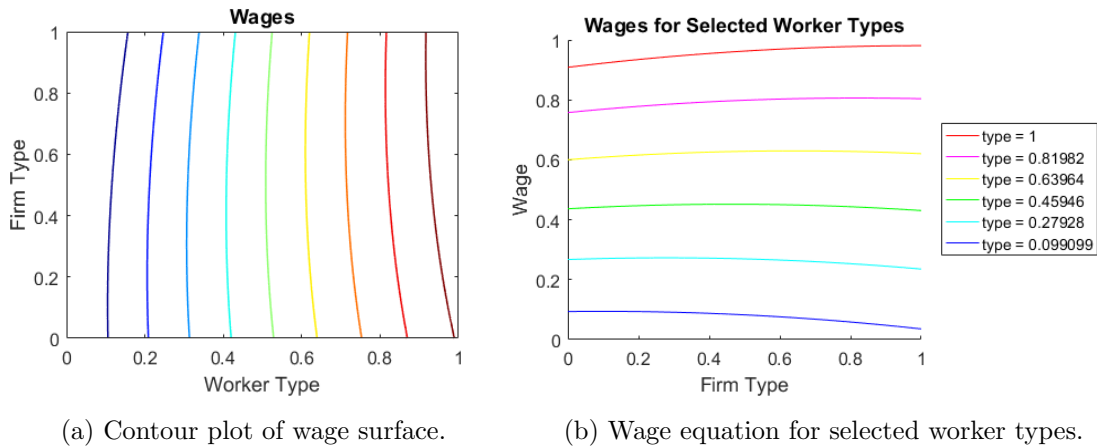 Wages
1
0.8
0.6
0.4
0.2
0
Firm Type
0 0.2 0.4 0.6 0.8 1
Worker Type
(a) Contour plot of wage surface.
Wages for Selected Worker Types
1
0.8
0.6
0.4
0.2
0
Wage
0 0.2 0.4 0.6 0.8 1
Firm Type
type = 1
type = 0.81982
type = 0.63964
type = 0.45946
type = 0.27928
type = 0.099099
(b) Wage equation for selected worker types.